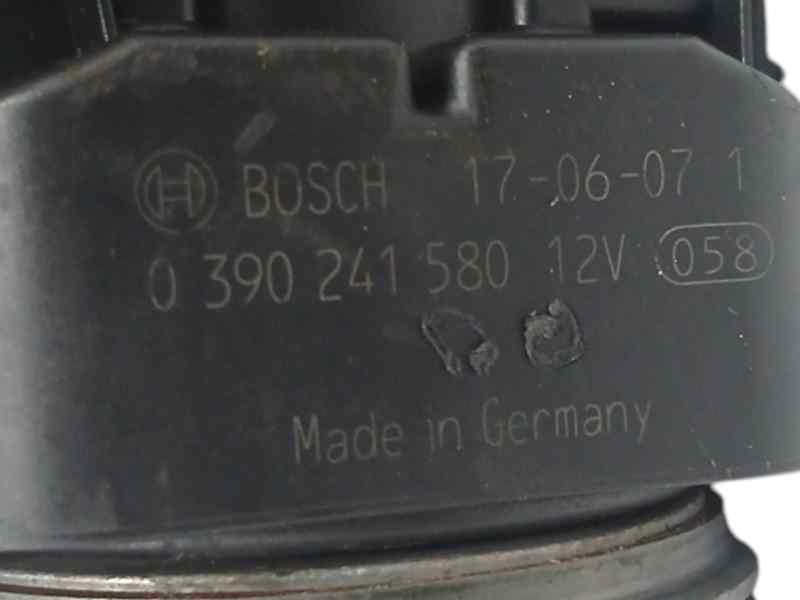 BOSCH 17-06-07 1
0 390 241 580 12V 058
Made in Germany